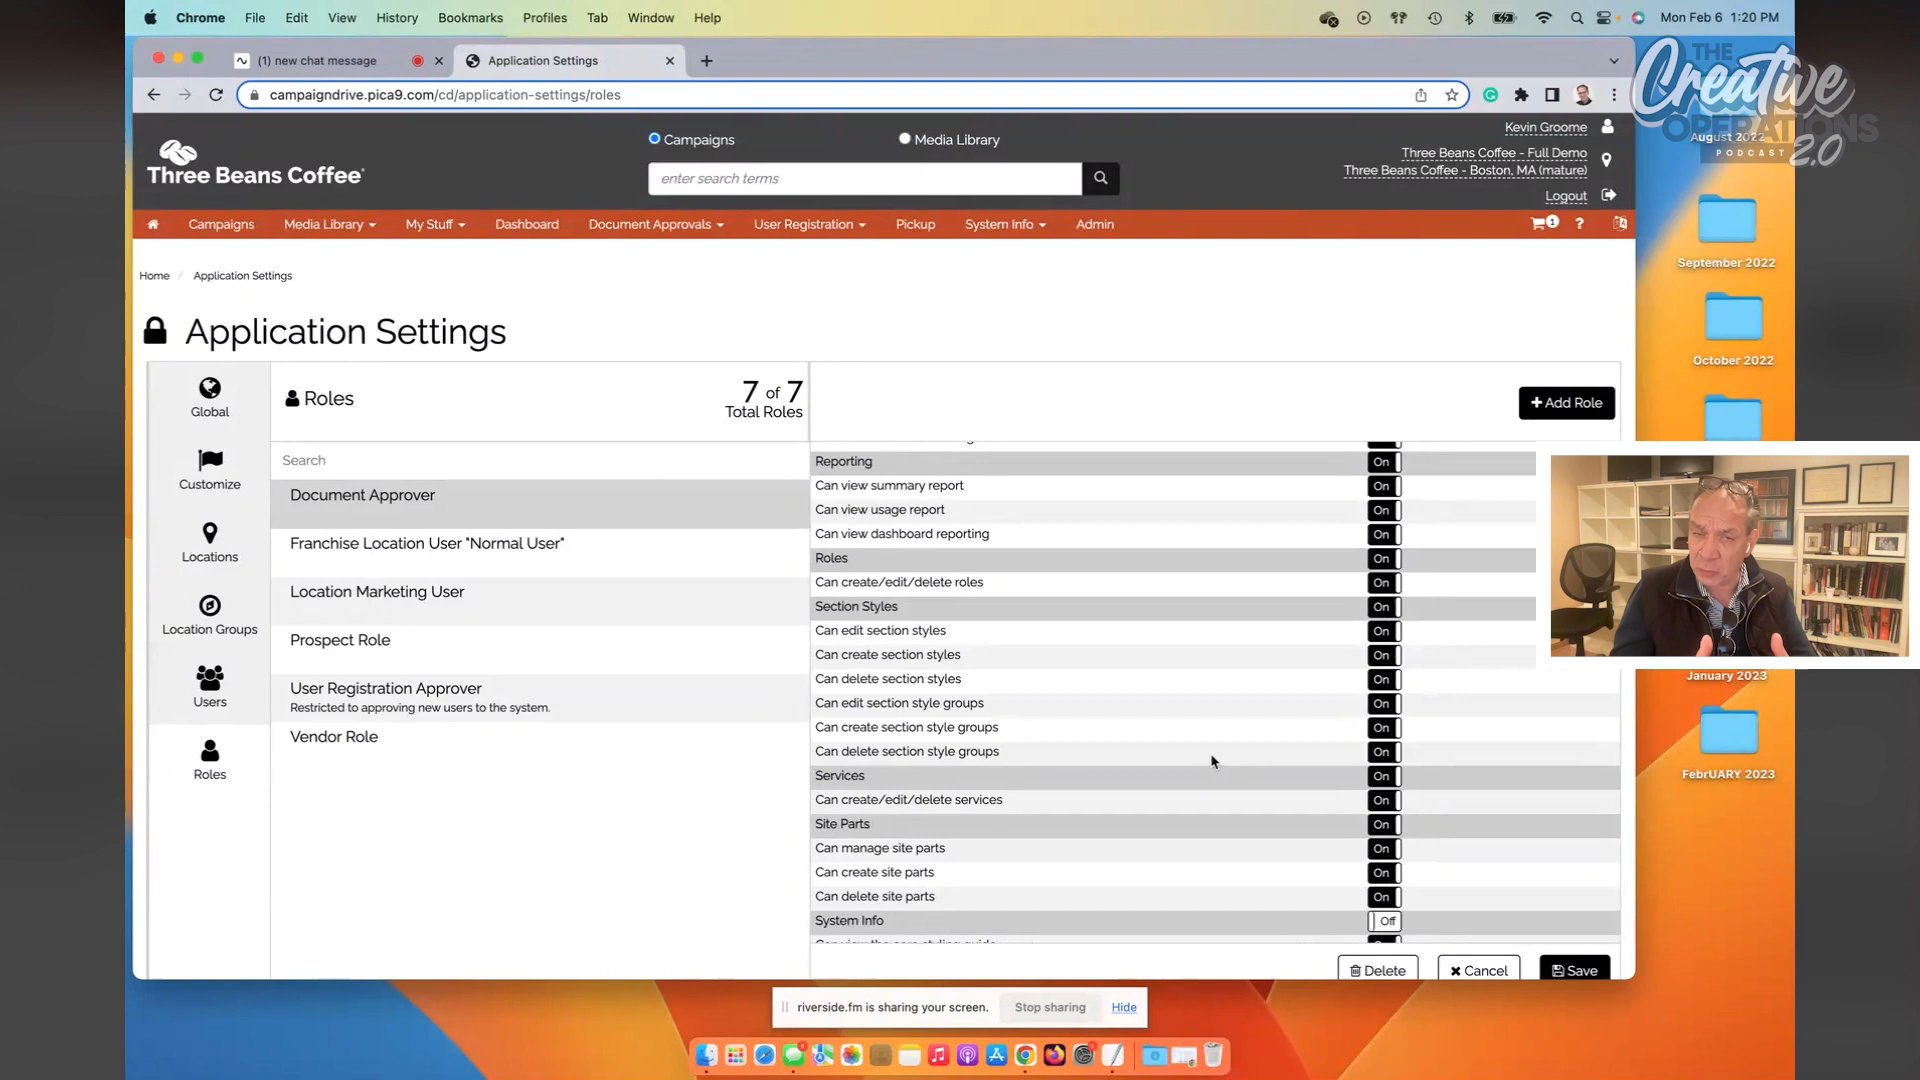 Chrome File Edit View History Bookmarks Profiles Tab Window Help
Mon Feb 6 1:20 PM
(1) new chat message
Application Settings
campaigndrive.pica9.com/cd/application-settings/roles
THE
Creative
OPERATIONS
PODCAST 2.0
August 2022
Three Beans Coffee
Campaigns
Media Library
enter search terms
Kevin Groome
Three Beans Coffee - Full Demo
Three Beans Coffee - Boston, MA (mature)
Logout
Campaigns Media Library My Stuff Dashboard Document Approvals User Registration Pickup System Info Admin
1 ?
Home / Application Settings
Application Settings
Global
Customize
Locations
Location Groups
Users
Roles
Roles
7 of 7
Total Roles
+ Add Role
Search
Document Approver
Franchise Location User "Normal User"
Location Marketing User
Prospect Role
User Registration Approver
Restricted to approving new users to the system.
Vendor Role
Reporting On
Can view summary report On
Can view usage report On
Can view dashboard reporting On
Roles On
Can create/edit/delete roles On
Section Styles On
Can edit section styles On
Can create section styles On
Can delete section styles On
Can edit section style groups On
Can create section style groups On
Can delete section style groups On
Services On
Can create/edit/delete services On
Site Parts On
Can manage site parts On
Can create site parts On
Can delete site parts On
System Info Off
Delete
Cancel
Save
September 2022
October 2022
January 2023
FebrUARY 2023
riverside.fm is sharing your screen. Stop sharing Hide